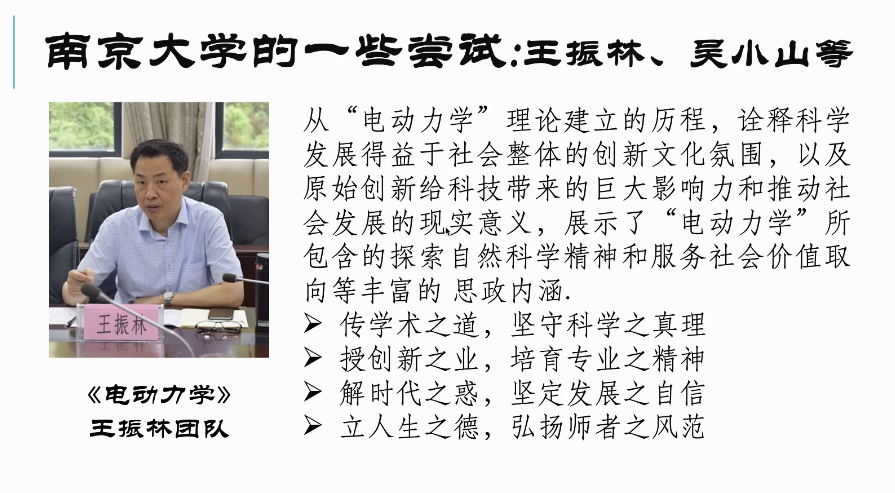 南京大学的一些尝试:王振林、吴小山等
从“电动力学”理论建立的历程，诠释科学
发展得益于社会整体的创新文化氛围，以及
原始创新给科技带来的巨大影响力和推动社
会发展的现实意义，展示了“电动力学”所
包含的探索自然科学精神和服务社会价值取
向等丰富的 思政内涵.
➢ 传学术之道，坚守科学之真理
➢ 授创新之业，培育专业之精神
➢ 解时代之惑，坚定发展之自信
➢ 立人生之德，弘扬师者之风范
王振林
《电动力学》
王振林团队